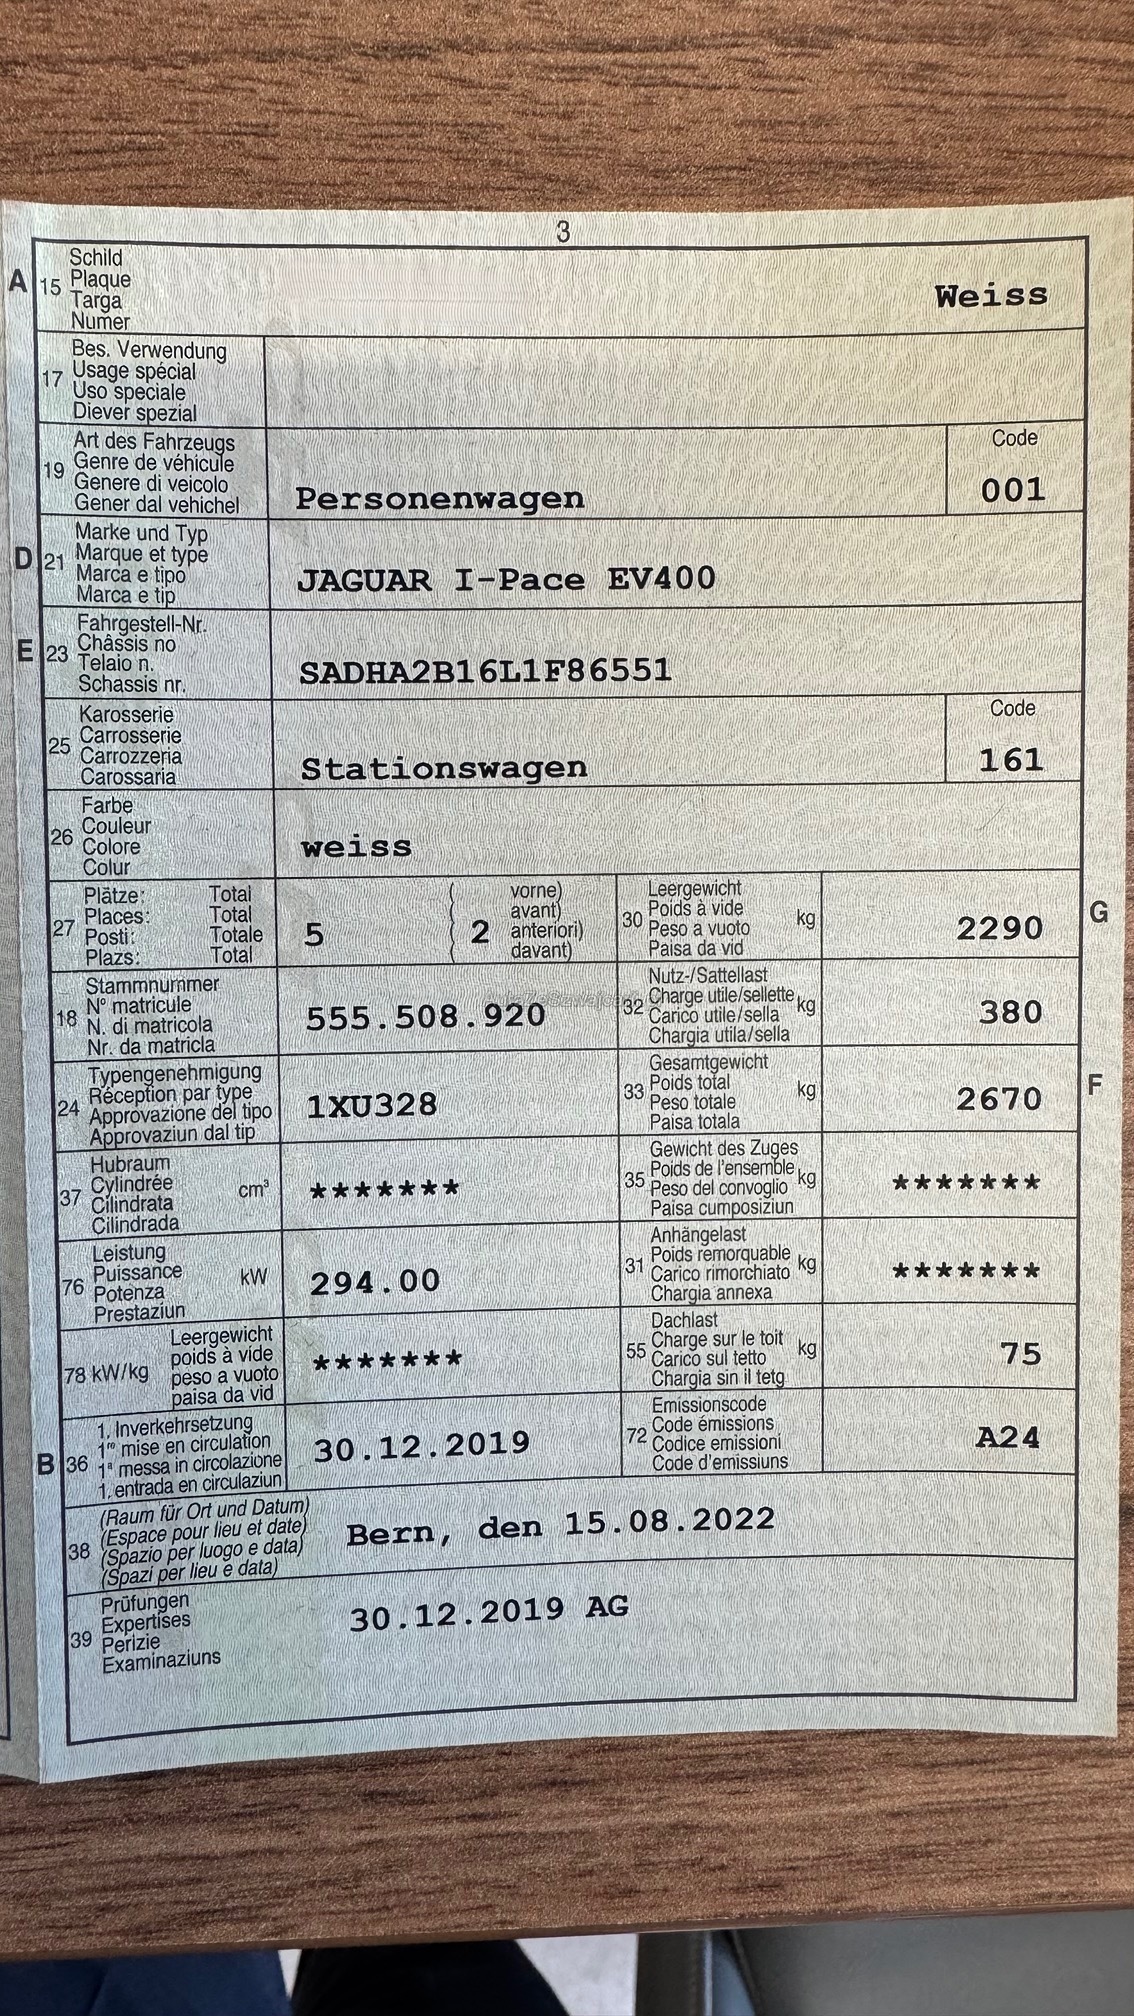 3
A 15 Schild
Plaque
Targa
Numer
Weiss
17 Bes. Verwendung
Usage spécial
Uso speciale
Diever spezial
19 Art des Fahrzeugs
Genre de véhicule
Genere di veicolo
Gener dal vehichel
Personenwagen
Code
001
D 21 Marke und Typ
Marque et type
Marca e tipo
Marca e tip
JAGUAR I-Pace EV400
E 23 Fahrgestell-Nr.
Châssis no
Telaio n.
Schassis nr.
SADHA2B16L1F86551
25 Karosserie
Carrosserie
Carrozzeria
Carossaria
Stationswagen
Code
161
26 Farbe
Couleur
Colore
Colur
weiss
27 Plätze: Total
Places: Total
Posti: Totale
Plazs: Total
5
( 2 vorne)
avant)
anteriori)
davant)
30 Leergewicht
Poids à vide kg
Peso a vuoto
Paisa da vid
2290
G
18 Stammnummer
N° matricule
N. di matricola
Nr. da matricla
555.508.920
32 Nutz-/Sattellast
Charge utile/sellette kg
Carico utile/sella
Chargia utila/sella
380
24 Typengenehmigung
Réception par type
Approvazione del tipo
Approvaziun dal tip
1XU328
33 Gesamtgewicht
Poids total kg
Peso totale
Paisa totala
2670
F
37 Hubraum
Cylindrée cm³
Cilindrata
Cilindrada
*******
35 Gewicht des Zuges
Poids de l'ensemble kg
Peso del convoglio
Paisa cumposiziun
*******
76 Leistung
Puissance kW
Potenza
Prestaziun
294.00
31 Anhängelast
Poids remorquable kg
Carico rimorchiato
Chargia annexa
*******
78 kW/kg Leergewicht
poids à vide
peso a vuoto
paisa da vid
*******
55 Dachlast
Charge sur le toit kg
Carico sul tetto
Chargia sin il tetg
75
B 36 1. Inverkehrsetzung
1re mise en circulation
1a messa in circolazione
1. entrada en circulaziun
30.12.2019
72 Emissionscode
Code émissions
Codice emissioni
Code d'emissiuns
A24
38 (Raum für Ort und Datum)
(Espace pour lieu et date)
(Spazio per luogo e data)
(Spazi per lieu e data)
Bern, den 15.08.2022
39 Prüfungen
Expertises
Perizie
Examinaziuns
30.12.2019 AG